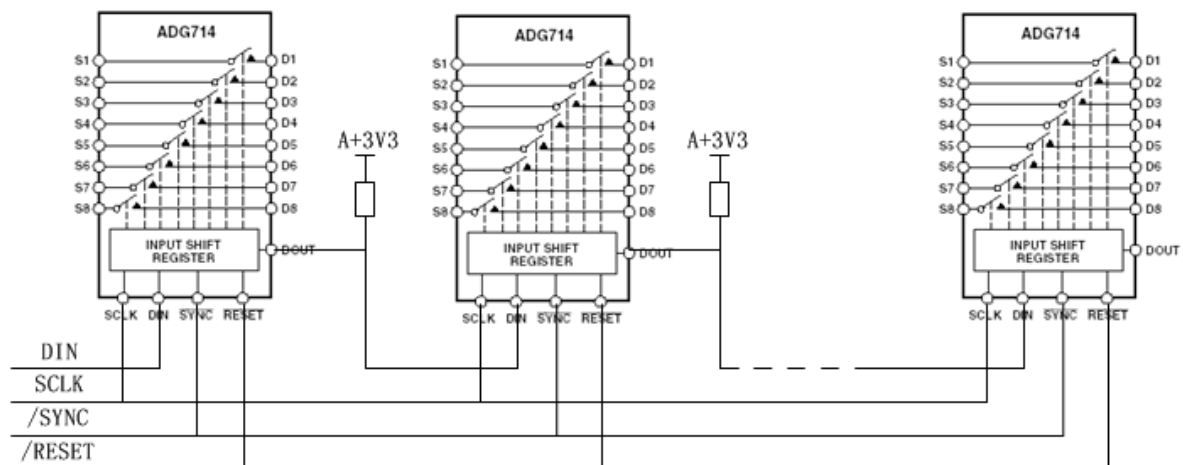 ADG714
S1 D1
S2 D2
S3 D3
S4 D4
S5 D5
S6 D6
S7 D7
S8 D8
INPUT SHIFT
REGISTER
DOUT
SCLK DIN SYNC RESET
A+3V3
ADG714
S1 D1
S2 D2
S3 D3
S4 D4
S5 D5
S6 D6
S7 D7
S8 D8
INPUT SHIFT
REGISTER
DOUT
SCLK DIN SYNC RESET
A+3V3
ADG714
S1 D1
S2 D2
S3 D3
S4 D4
S5 D5
S6 D6
S7 D7
S8 D8
INPUT SHIFT
REGISTER
DOUT
SCLK DIN SYNC RESET
DIN
SCLK
/SYNC
/RESET